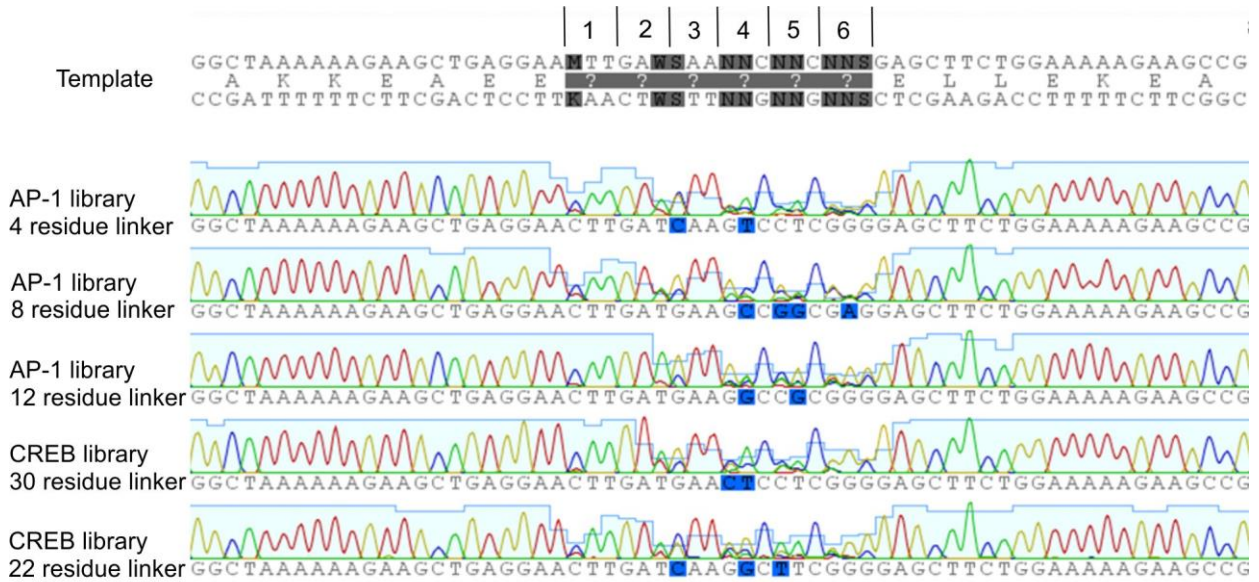 1 2 3 4 5 6
GGCTAAAAAAGAAGCTGAGGAAMTTGAWSAANNCNNCNNSGAGCTTCTGGAAAAAGAAGCCG
Template
A K K E A E E ? ? ? ? ? ? E L L E K E A
CCGATTTTTTCTTCGACTCCTTKAACTWSTTNNGNNGNNSCTCGAAGACCTTTTTCTTCGGC
AP-1 library
4 residue linker
GGCTAAAAAAGAAGCTGAGGAACTTGATCAAGTCCTCGGGGAGCTTCTGGAAAAAGAAGCCG
AP-1 library
8 residue linker
GGCTAAAAAAGAAGCTGAGGAACTTGATGAAGCCGGCGAGGAGCTTCTGGAAAAAGAAGCCG
AP-1 library
12 residue linker
GGCTAAAAAAGAAGCTGAGGAACTTGATGAAGGCCGCGGGGAGCTTCTGGAAAAAGAAGCCG
CREB library
30 residue linker
GGCTAAAAAAGAAGCTGAGGAACTTGATGAACTCCTCGGGGAGCTTCTGGAAAAAGAAGCCG
CREB library
22 residue linker
GGCTAAAAAAGAAGCTGAGGAACTTGATCAAGGCTTCGGGGAGCTTCTGGAAAAAGAAGCCG